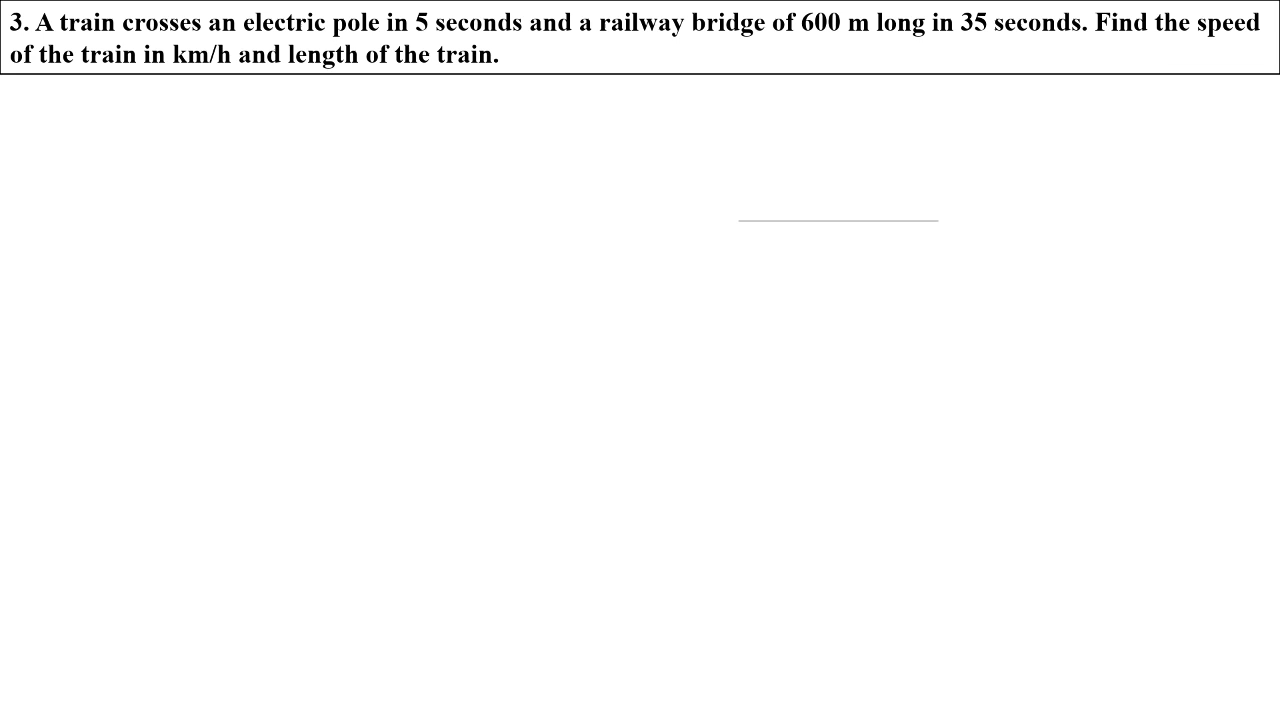 3. A train crosses an electric pole in 5 seconds and a railway bridge of 600 m long in 35 seconds. Find the speed
of the train in km/h and length of the train.